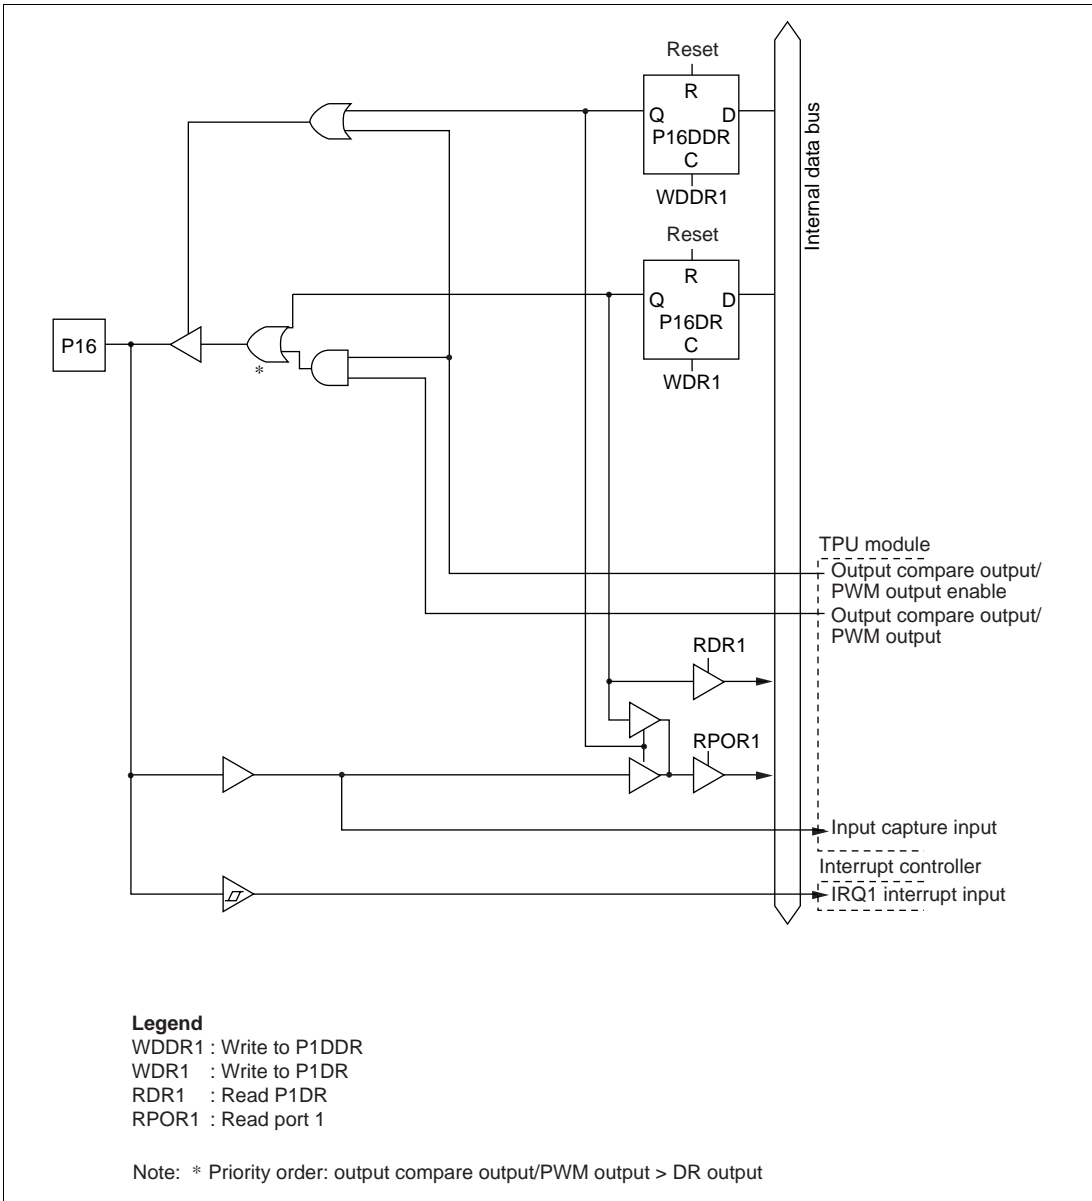 Reset
R
Q D
P16DDR
C
WDDR1
Internal data bus
Reset
R
Q D
P16DR
C
WDR1
P16
*
TPU module
Output compare output/
PWM output enable
Output compare output/
PWM output
RDR1
RPOR1
Input capture input
Interrupt controller
IRQ1 interrupt input
Legend
WDDR1 : Write to P1DDR
WDR1 : Write to P1DR
RDR1 : Read P1DR
RPOR1 : Read port 1
Note: * Priority order: output compare output/PWM output > DR output